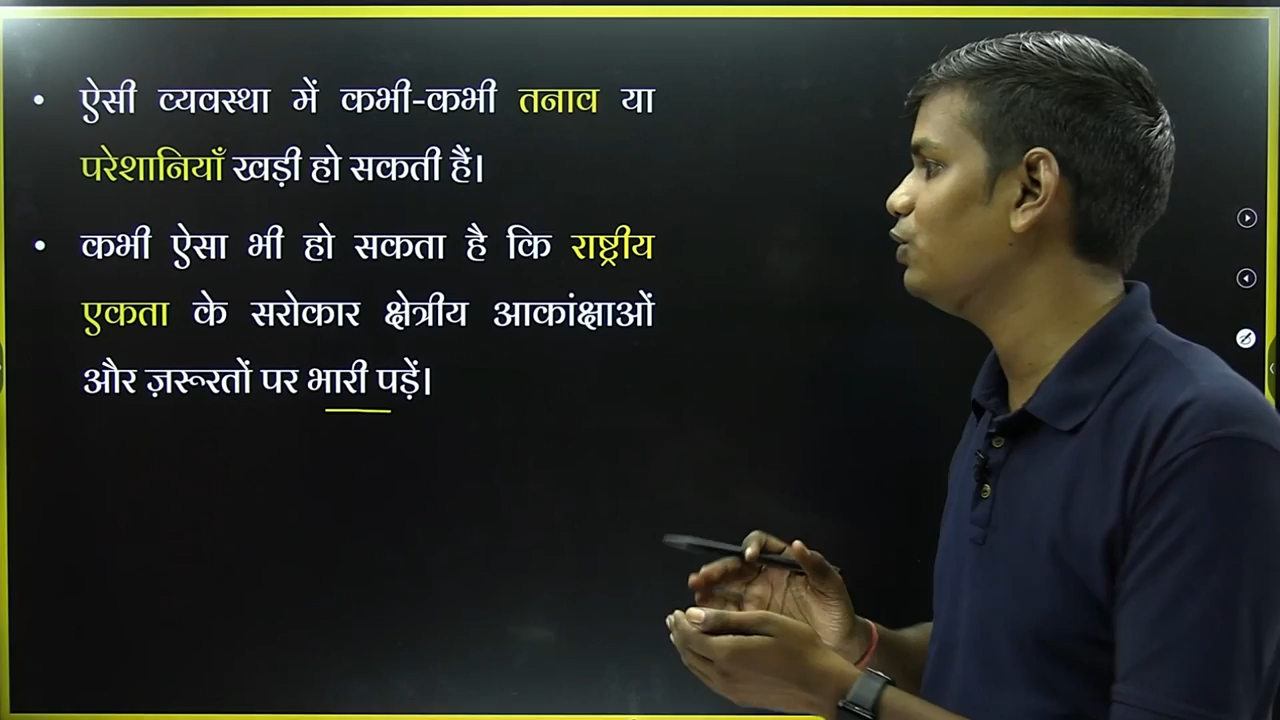 • ऐसी व्यवस्था में कभी-कभी तनाव या
परेशानियाँ खड़ी हो सकती हैं।
• कभी ऐसा भी हो सकता है कि राष्ट्रीय
एकता के सरोकार क्षेत्रीय आकांक्षाओं
और ज़रूरतों पर भारी पड़ें।